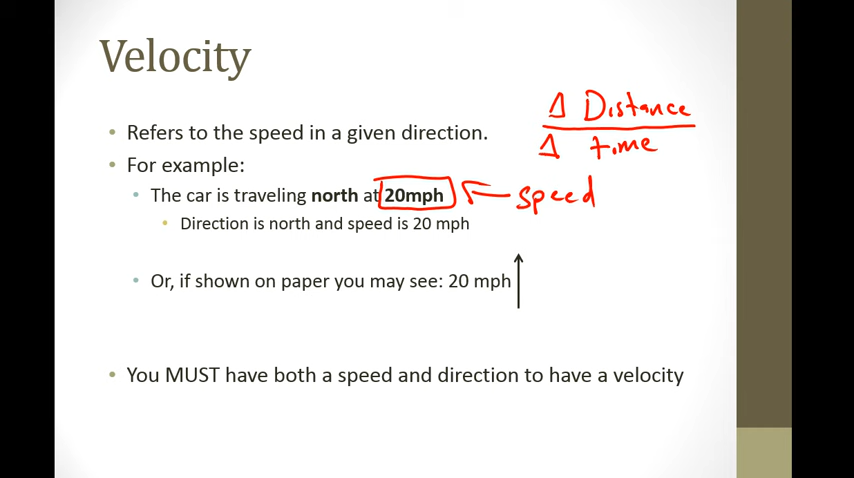 Velocity
Δ Distance
• Refers to the speed in a given direction.
Δ time
• For example:
• The car is traveling north at 20mph
speed
• Direction is north and speed is 20 mph
• Or, if shown on paper you may see: 20 mph
• You MUST have both a speed and direction to have a velocity